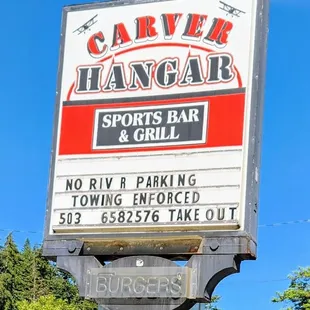 CARVER
HANGAR
SPORTS BAR
& GRILL
NO RIV R PARKING
TOWING ENFORCED
503 6582576 TAKE OUT
BURGERS